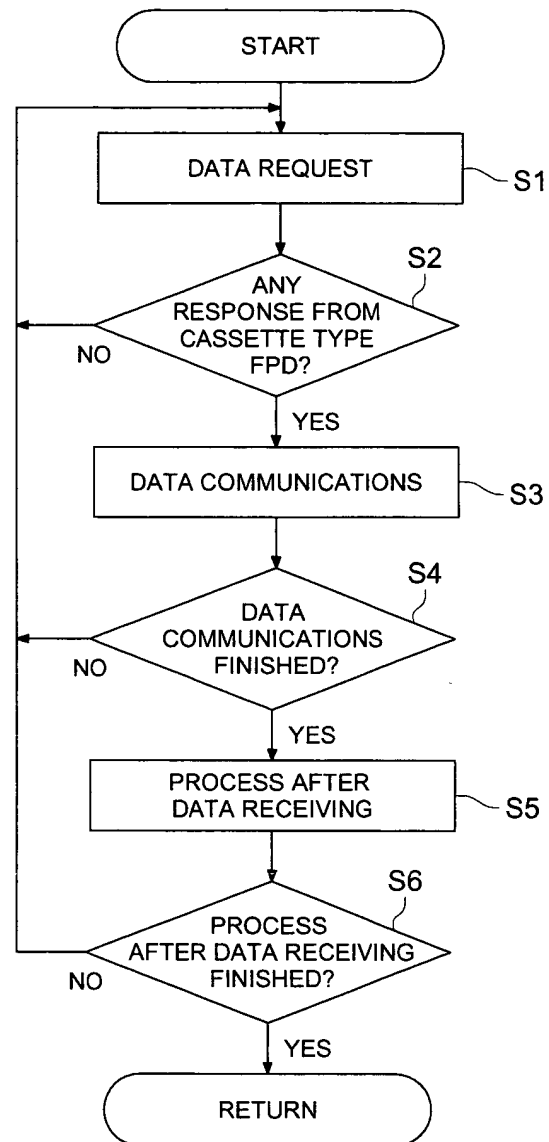 START
DATA REQUEST
S1
S2
ANY
RESPONSE FROM
CASSETTE TYPE
FPD?
NO
YES
DATA COMMUNICATIONS
S3
S4
DATA
COMMUNICATIONS
FINISHED?
NO
YES
PROCESS AFTER
DATA RECEIVING
S5
S6
PROCESS
AFTER DATA RECEIVING
FINISHED?
NO
YES
RETURN